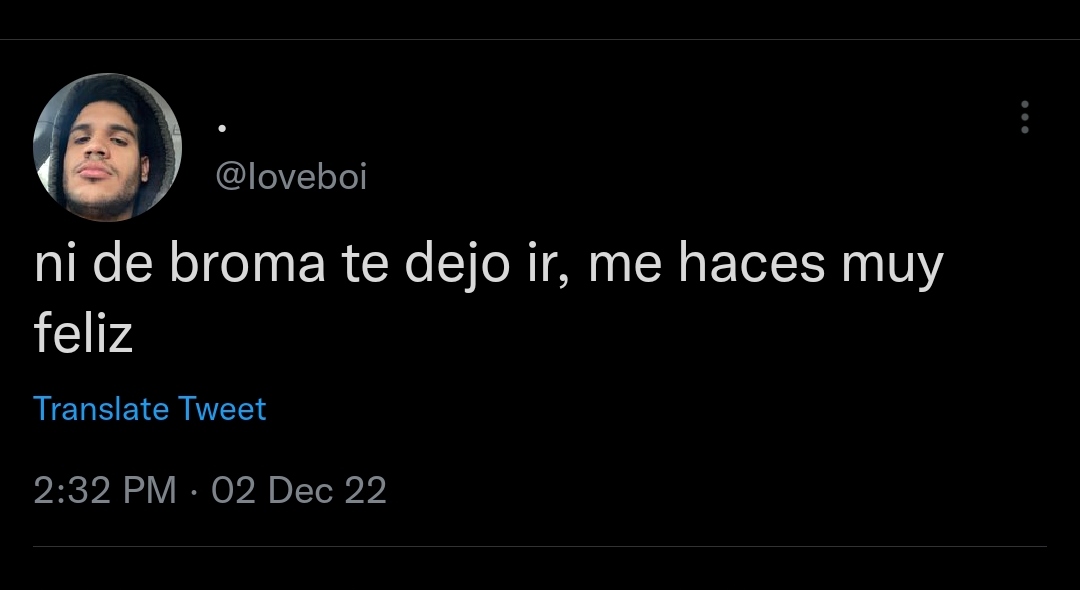 .
@loveboi
ni de broma te dejo ir, me haces muy
feliz
Translate Tweet
2:32 PM · 02 Dec 22